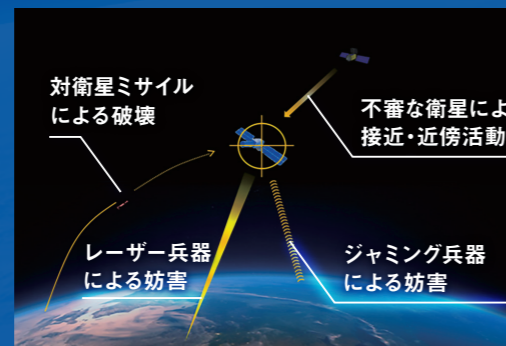 対衛星ミサイル
による破壊
不審な衛星によ
接近・近傍活動
レーザー兵器
による妨害
ジャミング兵器
による妨害